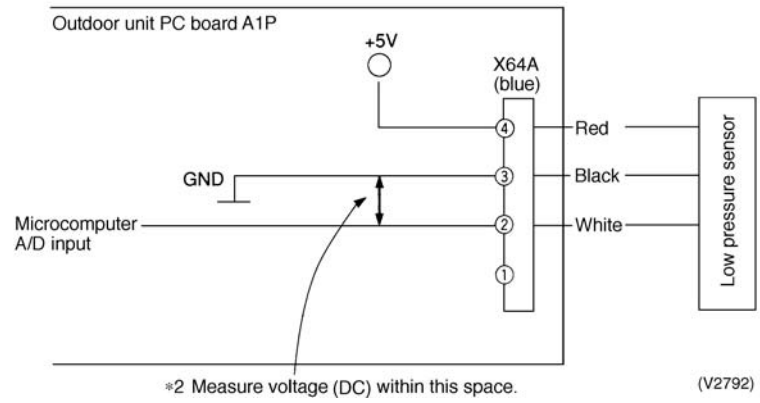 Outdoor unit PC board A1P
+5V
X64A
(blue)
④
Red
GND
③
Black
Microcomputer
A/D input
②
White
①
Low pressure sensor
*2 Measure voltage (DC) within this space.
(V2792)